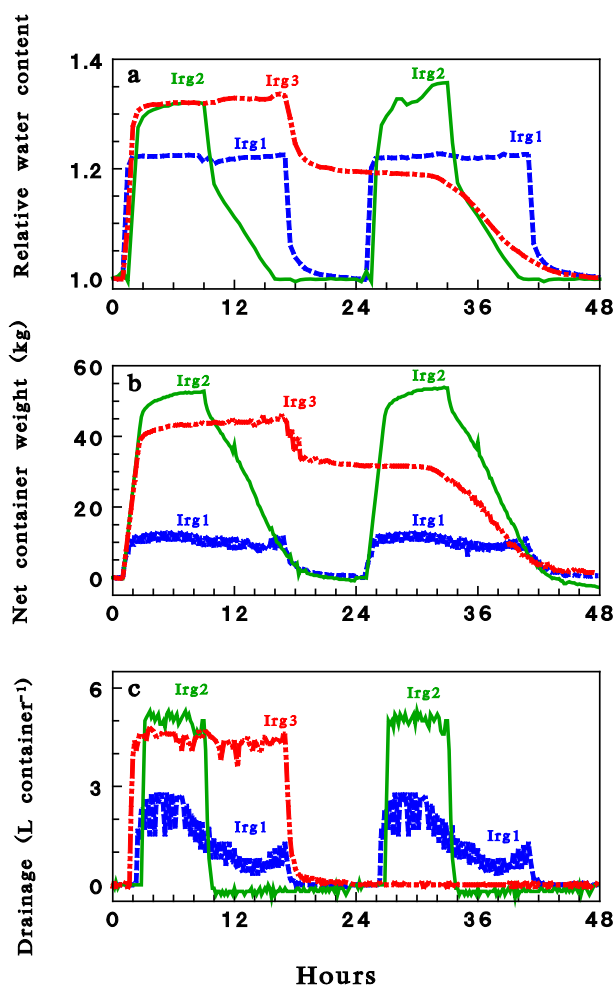 Relative water content
1.4
1.2
1.0
a
Irg2
Irg3
Irg1
Irg2
Irg1
0 12 24 36 48
Net container weight (kg)
60
40
20
0
b
Irg2
Irg3
Irg1
Irg2
Irg1
0 12 24 36 48
Drainage (L container⁻¹)
6
3
0
c
Irg2
Irg3
Irg1
Irg2
Irg1
0 12 24 36 48
Hours